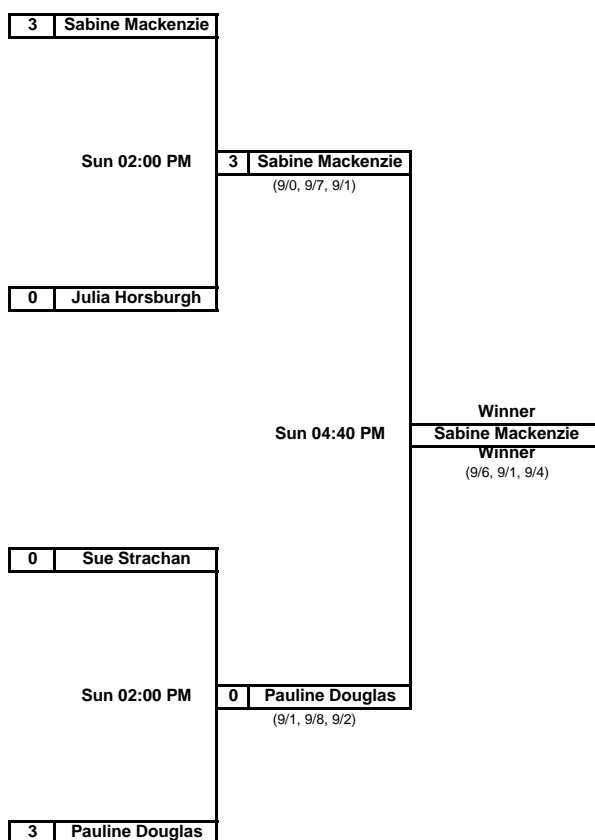 3 Sabine Mackenzie
Sun 02:00 PM
3 Sabine Mackenzie
(9/0, 9/7, 9/1)
0 Julia Horsburgh
Sun 04:40 PM
Winner
Sabine Mackenzie
Winner
(9/6, 9/1, 9/4)
0 Sue Strachan
Sun 02:00 PM
0 Pauline Douglas
(9/1, 9/8, 9/2)
3 Pauline Douglas